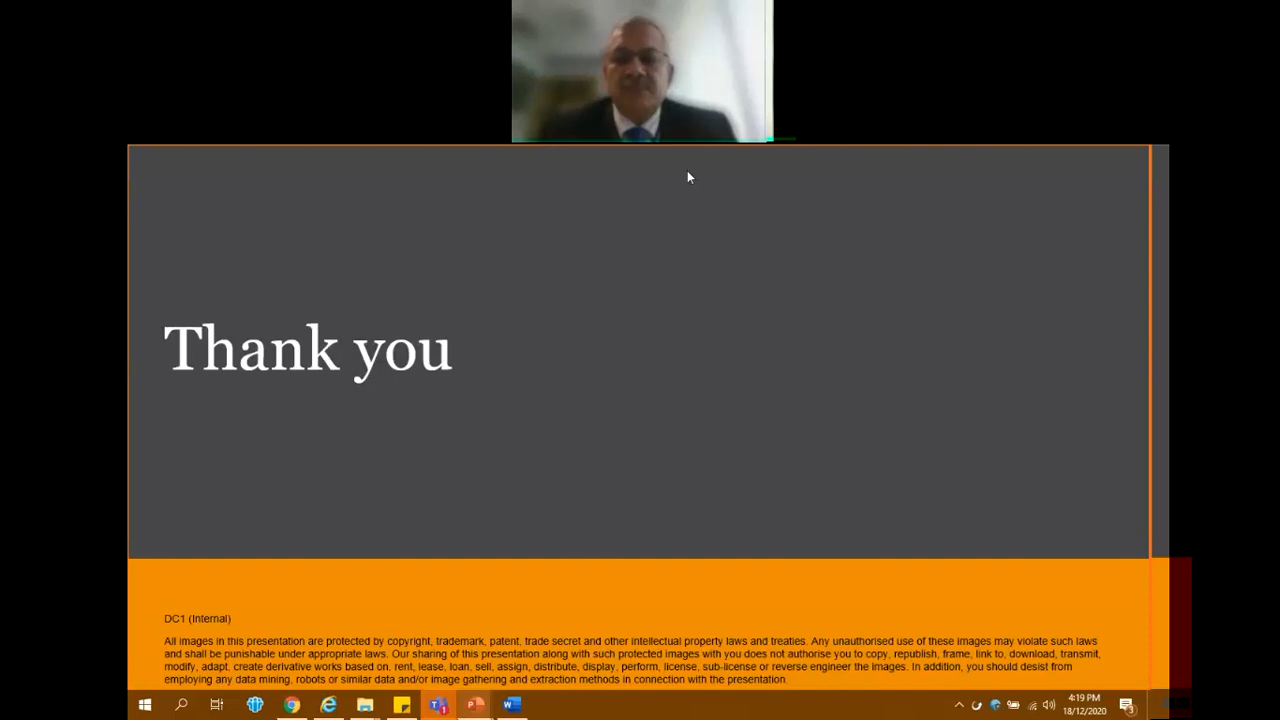 Thank you
DC1 (Internal)
All images in this presentation are protected by copyright, trademark, patent, trade secret and other intellectual property laws and treaties. Any unauthorised use of these images may violate such laws
and shall be punishable under appropriate laws. Our sharing of this presentation along with such protected images with you does not authorise you to copy, republish, frame, link to, download, transmit,
modify, adapt, create derivative works based on, rent, lease, loan, sell, assign, distribute, display, perform, license, sub-license or reverse engineer the images. In addition, you should desist from
employing any data mining, robots or similar data and/or image gathering and extraction methods in connection with the presentation.
4:19 PM
18/12/2020